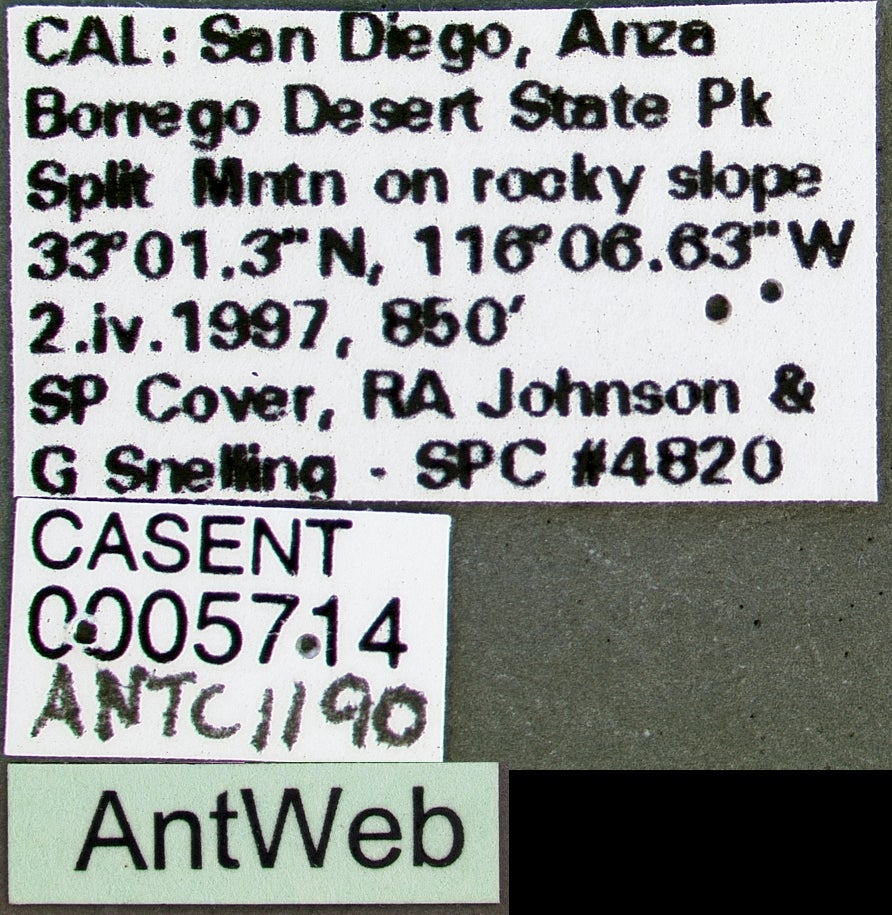 CAL: San Diego, Anza
Borrego Desert State Pk
Split Mntn on rocky slope
33°01.3"N, 116°06.63"W
2.iv.1997, 850'
SP Cover, RA Johnson &
G Snelling - SPC #4820
CASENT
0005714
ANTC1190
AntWeb